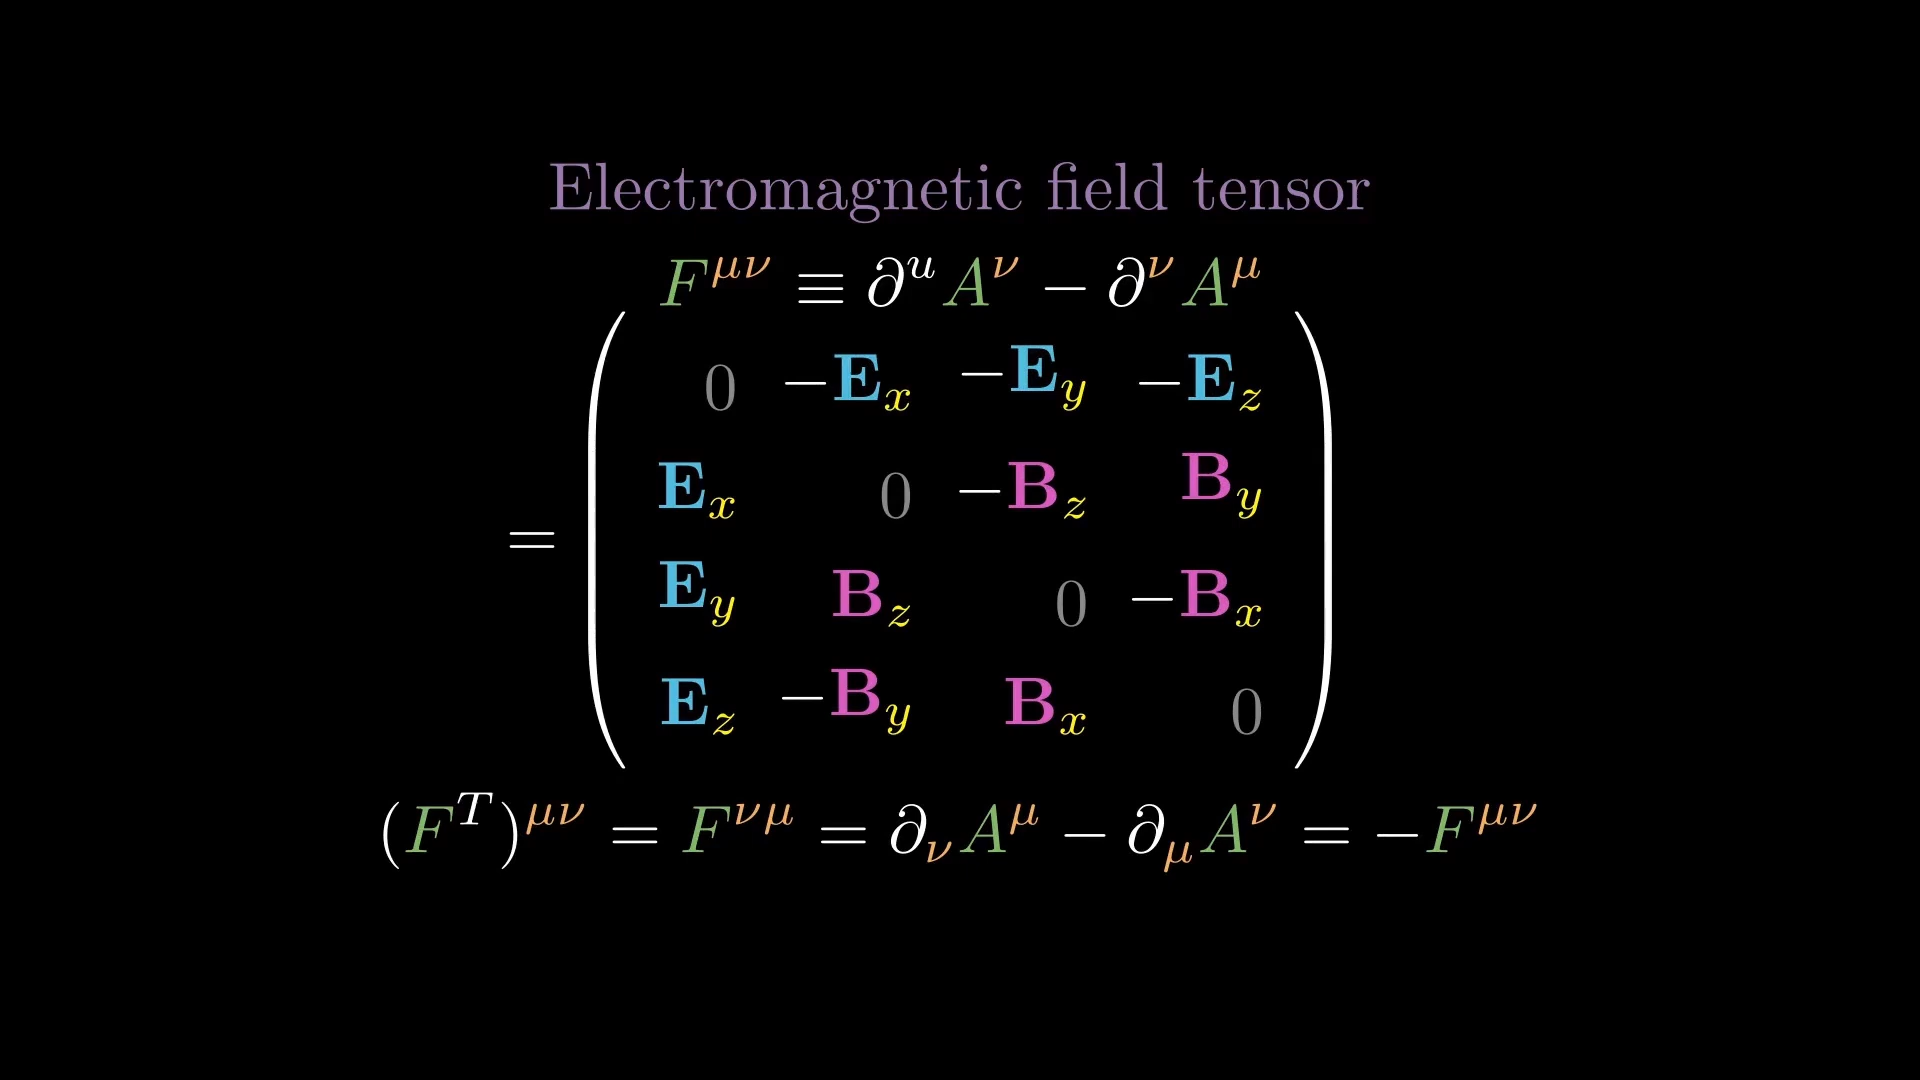 Electromagnetic field tensor
F^{μν} ≡ ∂^u A^ν − ∂^ν A^μ
0 −E_x −E_y −E_z
E_x 0 −B_z B_y
=
E_y B_z 0 −B_x
E_z −B_y B_x 0
(F^T)^{μν} = F^{νμ} = ∂_ν A^μ − ∂_μ A^ν = −F^{μν}